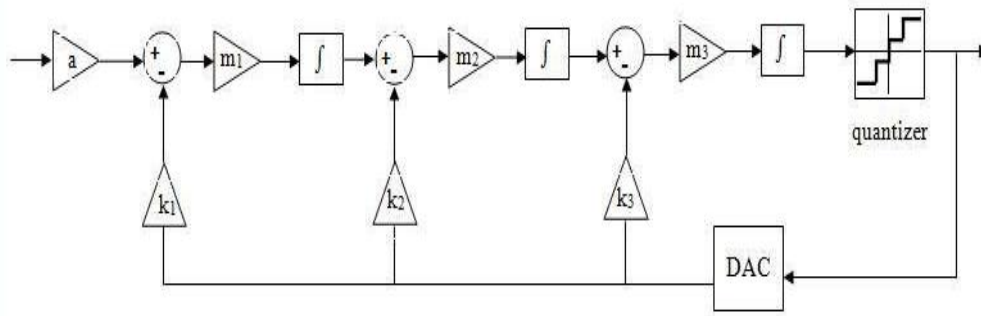 a
+
-
m₁
∫
+
-
m₂
∫
+
-
m₃
∫
quantizer
k₁
k₂
k₃
DAC